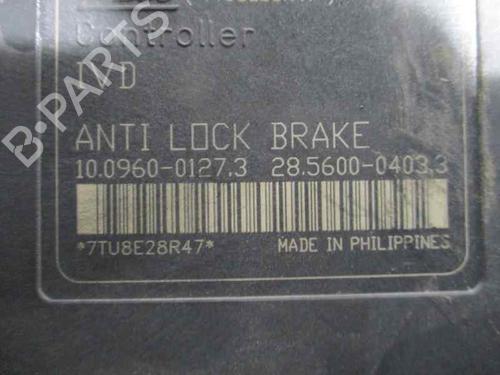 Controller
ANTI LOCK BRAKE
10.0960-0127.3 28.5600-0403.3
*7TU8E28R47*
MADE IN PHILIPPINES
B-PARTS